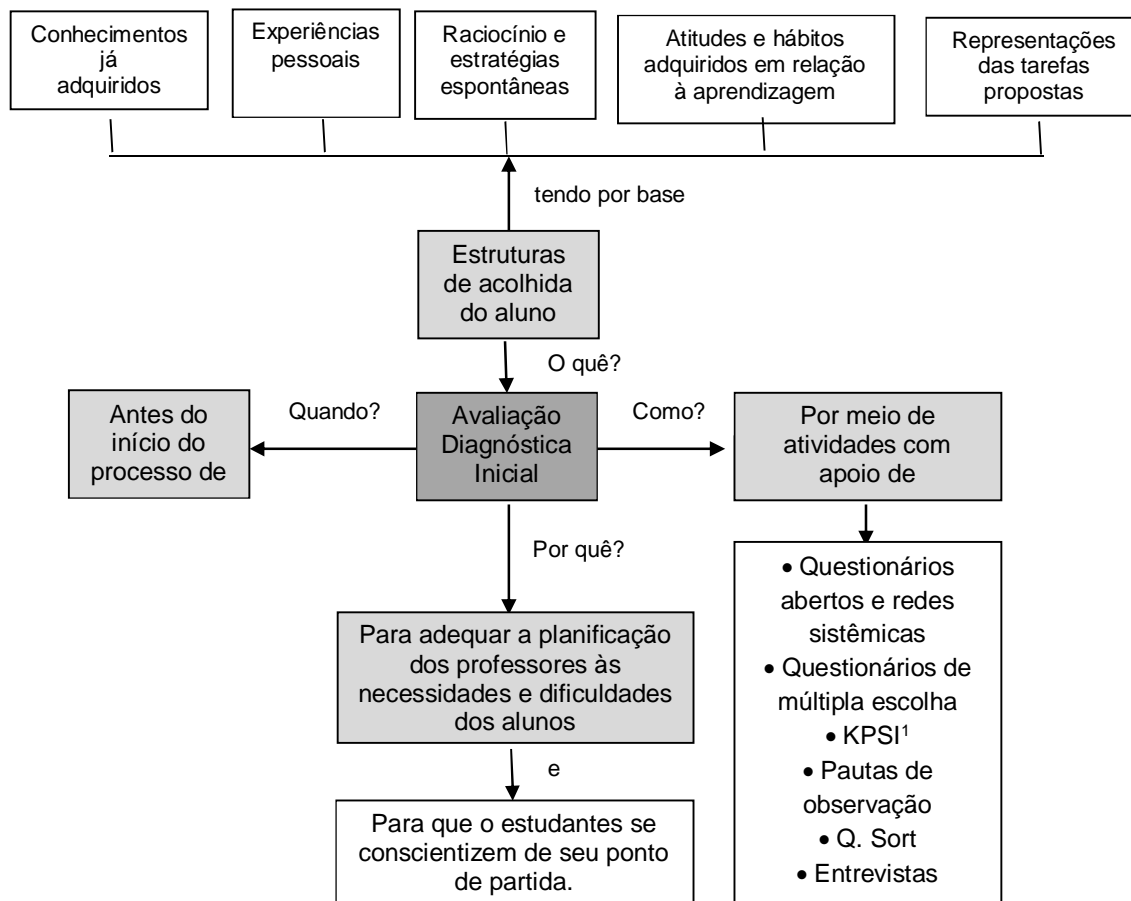 Conhecimentos
já
adquiridos
Experiências
pessoais
Raciocínio e
estratégias
espontâneas
Atitudes e hábitos
adquiridos em relação
à aprendizagem
Representações
das tarefas
propostas
tendo por base
Estruturas
de acolhida
do aluno
O quê?
Antes do
início do
processo de
Quando?
Avaliação
Diagnóstica
Inicial
Como?
Por meio de
atividades com
apoio de
Por quê?
• Questionários
abertos e redes
sistêmicas
• Questionários de
múltipla escolha
• KPSI¹
• Pautas de
observação
• Q. Sort
• Entrevistas
Para adequar a planificação
dos professores às
necessidades e dificuldades
dos alunos
e
Para que o estudantes se
conscientizem de seu ponto
de partida.